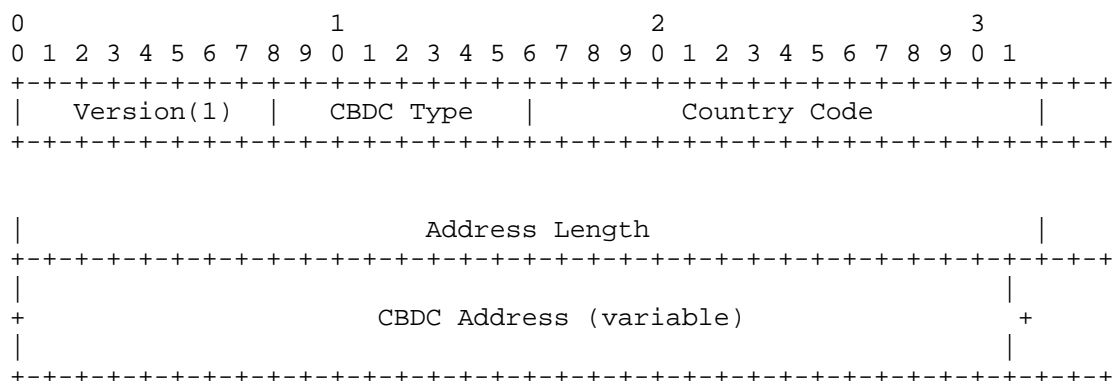 0                   1                   2                   3
0 1 2 3 4 5 6 7 8 9 0 1 2 3 4 5 6 7 8 9 0 1 2 3 4 5 6 7 8 9 0 1
+-+-+-+-+-+-+-+-+-+-+-+-+-+-+-+-+-+-+-+-+-+-+-+-+-+-+-+-+-+-+-+-+-+-+
|   Version(1)  |   CBDC Type   |         Country Code          |
+-+-+-+-+-+-+-+-+-+-+-+-+-+-+-+-+-+-+-+-+-+-+-+-+-+-+-+-+-+-+-+-+-+-+
|                         Address Length                        |
+-+-+-+-+-+-+-+-+-+-+-+-+-+-+-+-+-+-+-+-+-+-+-+-+-+-+-+-+-+-+-+-+-+-+
|                                                             |
+                      CBDC Address (variable)                 +
|                                                             |
+-+-+-+-+-+-+-+-+-+-+-+-+-+-+-+-+-+-+-+-+-+-+-+-+-+-+-+-+-+-+-+-+-+-+